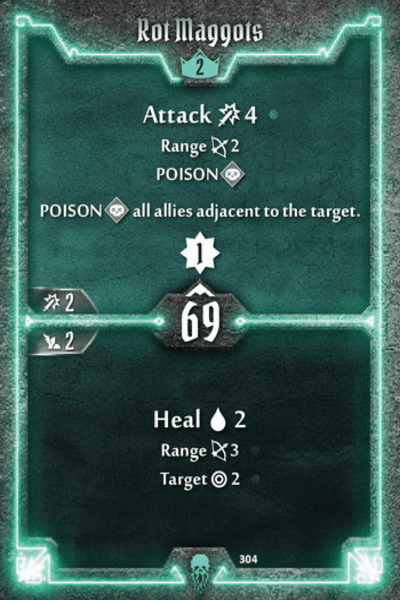 Rot Maggots
2
Attack 4
Range 2
POISON
POISON all allies adjacent to the target.
1
2
69
2
Heal 2
Range 3
Target 2
304